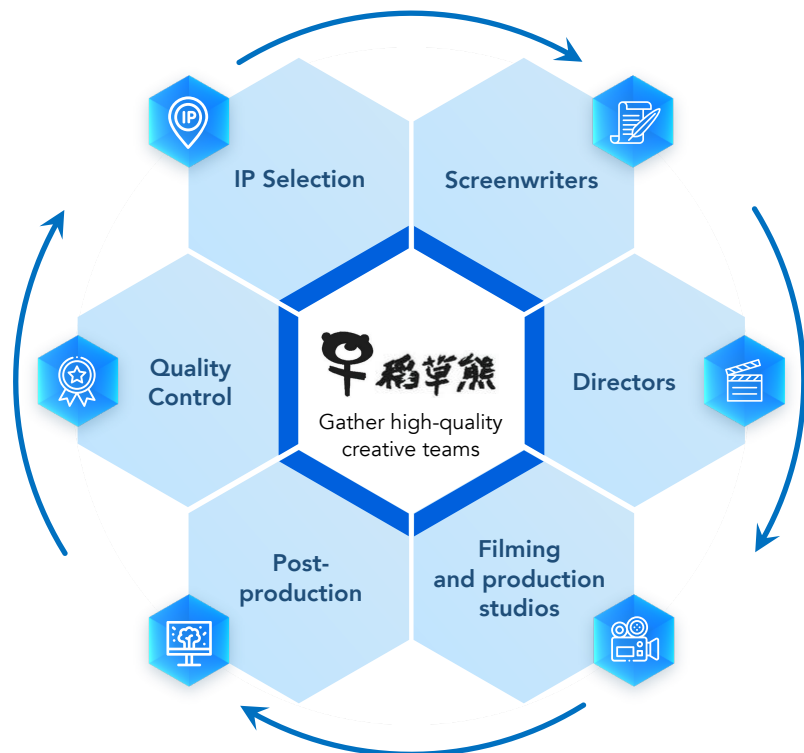 IP
IP Selection
Screenwriters
Quality
Control
稻草熊
Gather high-quality
creative teams
Directors
Post-
production
Filming
and production
studios